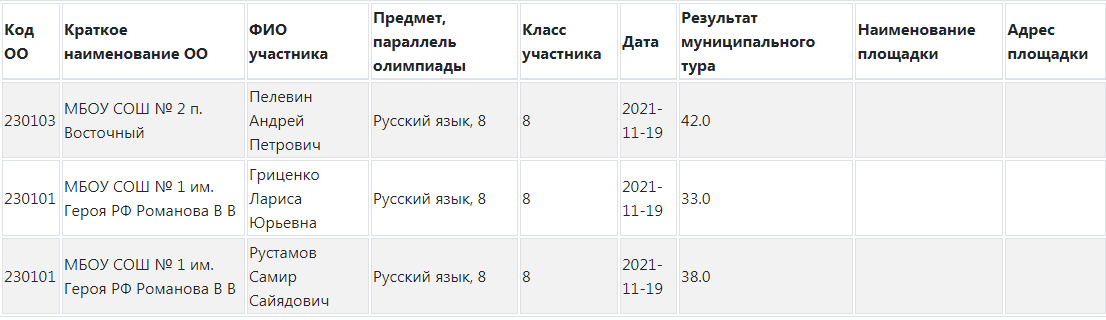 Код ОО
Краткое наименование ОО
ФИО участника
Предмет, параллель олимпиады
Класс участника
Дата
Результат муниципального тура
Наименование площадки
Адрес площадки
230103
МБОУ СОШ № 2 п. Восточный
Пелевин Андрей Петрович
Русский язык, 8
8
2021-11-19
42.0
230101
МБОУ СОШ № 1 им. Героя РФ Романова В В
Гриценко Лариса Юрьевна
Русский язык, 8
8
2021-11-19
33.0
230101
МБОУ СОШ № 1 им. Героя РФ Романова В В
Рустамов Самир Сайядович
Русский язык, 8
8
2021-11-19
38.0